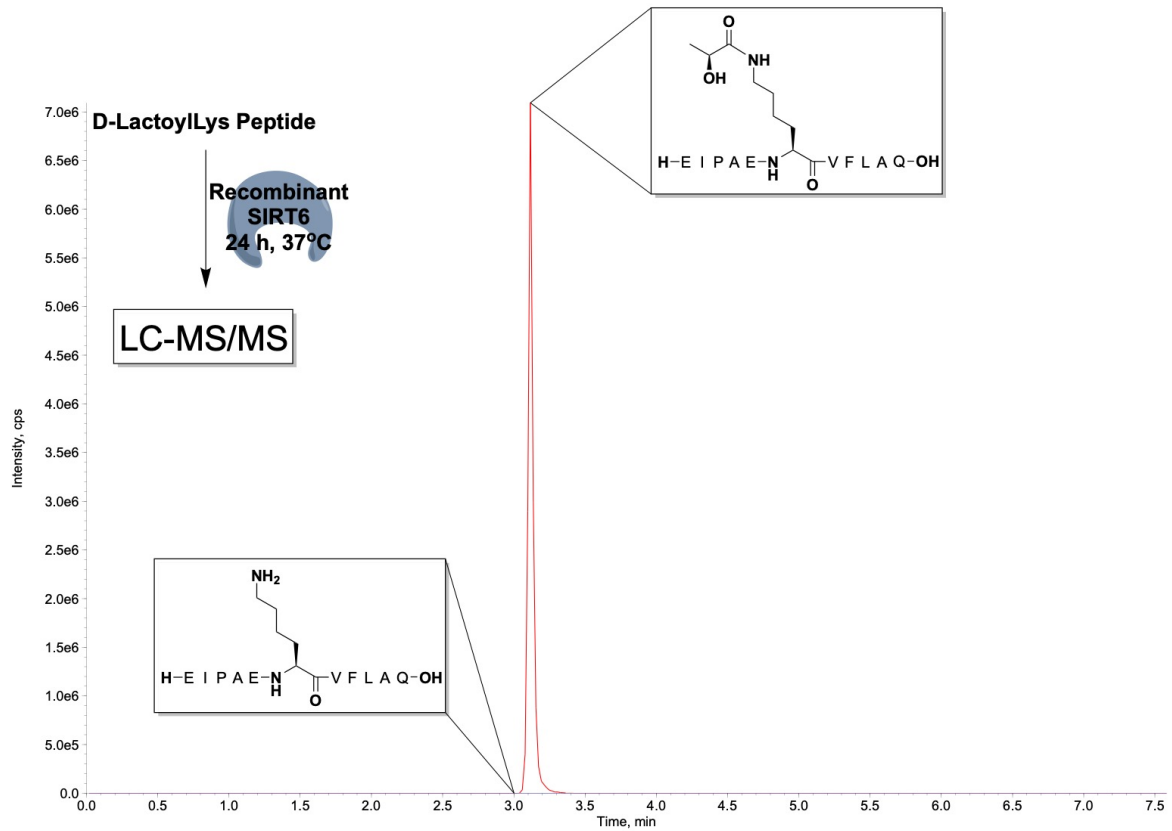 O
NH
OH
H–E I P A E–N V F L A Q–OH
H
O
D-LactoylLys Peptide
Recombinant
SIRT6
24 h, 37°C
LC-MS/MS
Intensity, cps
7.0e6
6.5e6
6.0e6
5.5e6
5.0e6
4.5e6
4.0e6
3.5e6
3.0e6
2.5e6
2.0e6
1.5e6
1.0e6
5.0e5
0.0
NH2
H–E I P A E–N V F L A Q–OH
H
O
0.0 0.5 1.0 1.5 2.0 2.5 3.0 3.5 4.0 4.5 5.0 5.5 6.0 6.5 7.0 7.5
Time, min